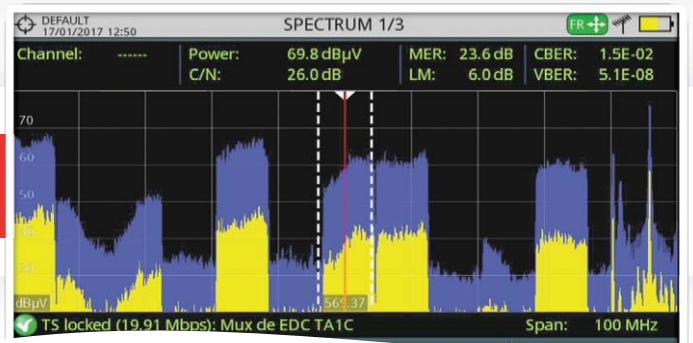 DEFAULT
17/01/2017 12:50
SPECTRUM 1/3
FR
Channel: ------ Power: 69.8 dBµV MER: 23.6 dB CBER: 1.5E-02
C/N: 26.0 dB LM: 6.0 dB VBER: 5.1E-08
70
60
50
dBµV
569.37
TS locked (19.91 Mbps): Mux de EDC TA1C Span: 100 MHz